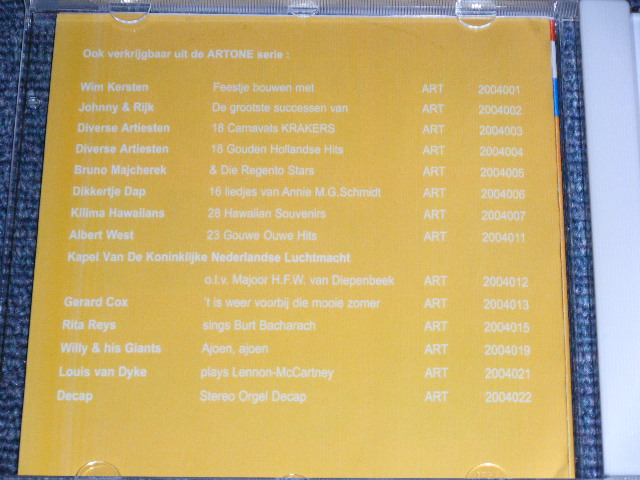 Ook verkrijgbaar uit de ARTONE serie :
Wim Kersten Feestje bouwen met ART 2004001
Johnny & Rijk De grootste successen van ART 2004002
Diverse Artiesten 18 Carnavals KRAKERS ART 2004003
Diverse Artiesten 18 Gouden Hollandse Hits ART 2004004
Bruno Majcherek & Die Regento Stars ART 2004005
Dikkertje Dap 16 liedjes van Annie M.G.Schmidt ART 2004006
Kilima Hawaiians 28 Hawaiian Souvenirs ART 2004007
Albert West 23 Gouwe Ouwe Hits ART 2004011
Kapel Van De Koninklijke Nederlandse Luchtmacht
o.l.v. Majoor H.F.W. van Diepenbeek ART 2004012
Gerard Cox 't is weer voorbij die mooie zomer ART 2004013
Rita Reys sings Burt Bacharach ART 2004015
Willy & his Giants Ajoen, ajoen ART 2004019
Louis van Dyke plays Lennon-McCartney ART 2004021
Decap Stereo Orgel Decap ART 2004022